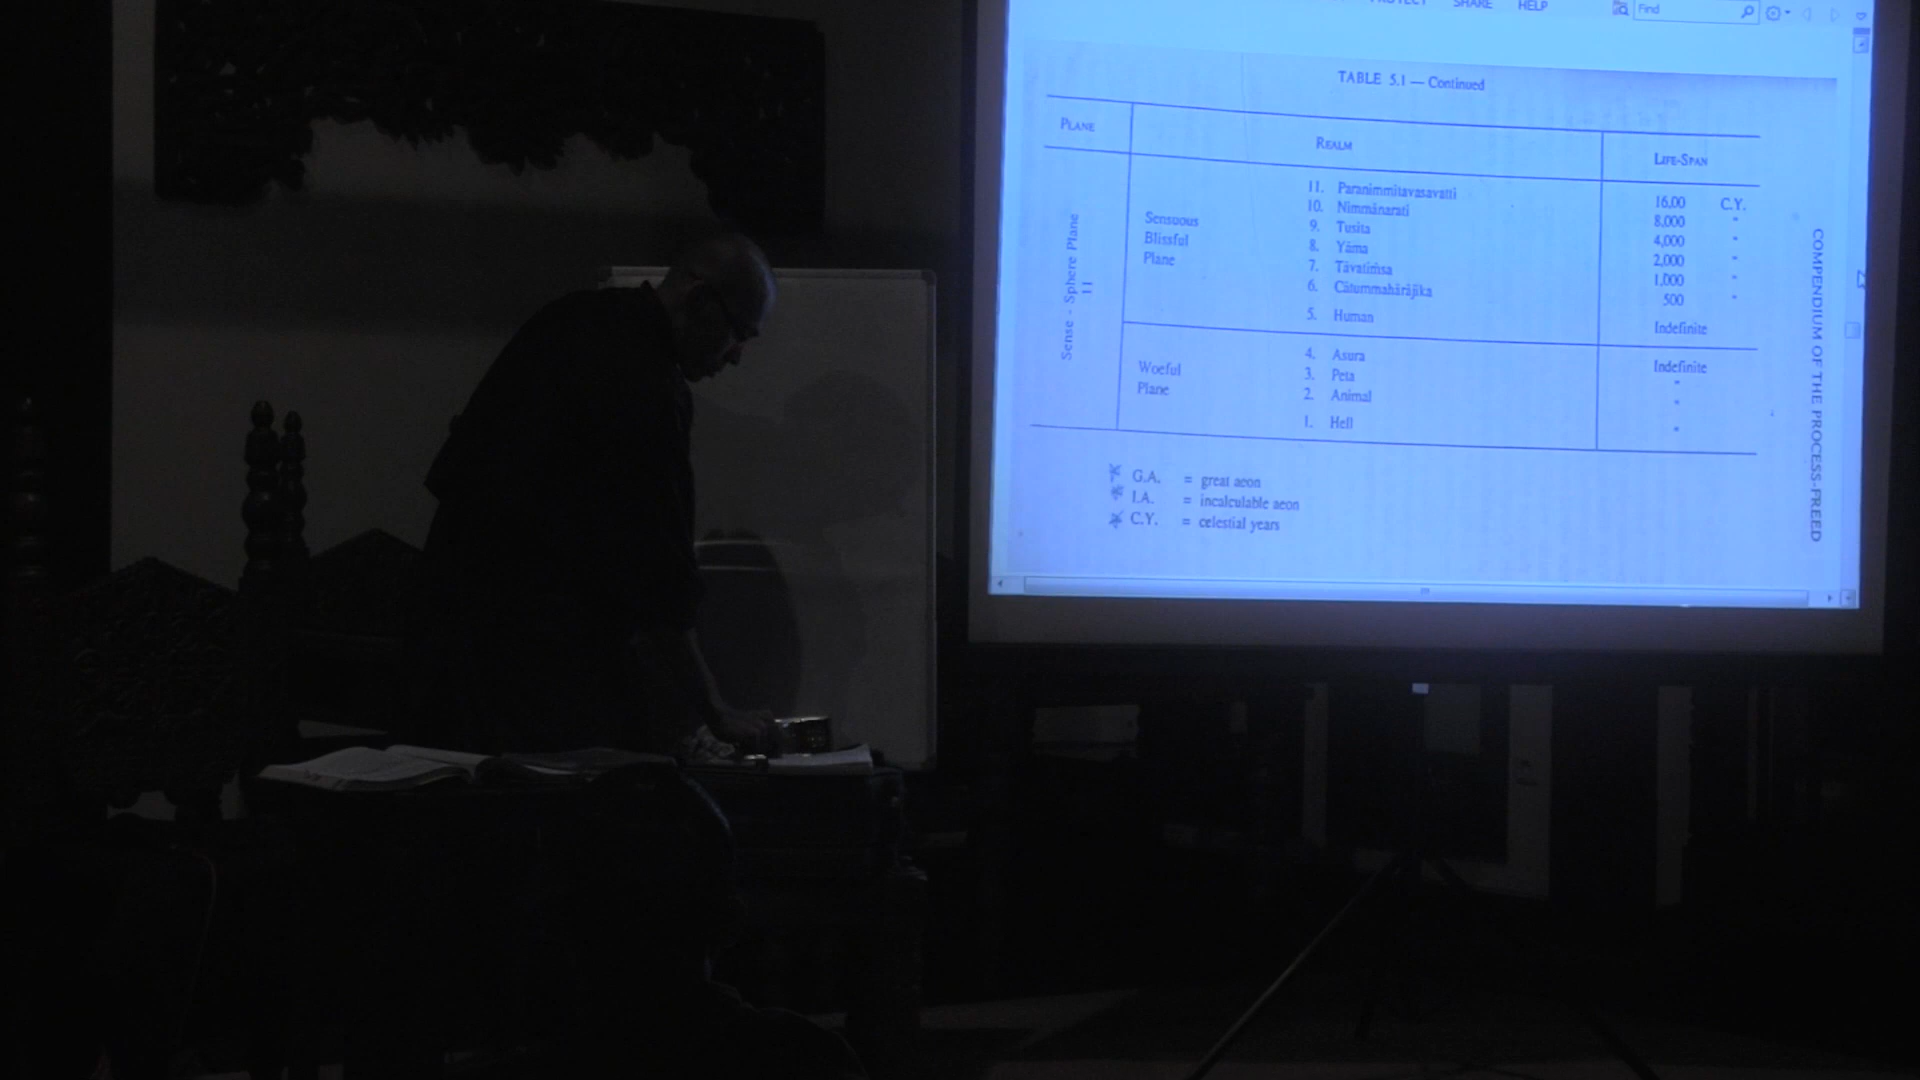 PROTECT SHARE HELP Find
TABLE 5.1 — Continued
PLANE REALM LIFE-SPAN
Sense - Sphere Plane
11
Sensuous
Blissful
Plane
11. Paranimmitavasavatti 16,00 C.Y.
10. Nimmānarati 8,000 "
9. Tusita 4,000 "
8. Yāma 2,000 "
7. Tāvatiṁsa 1,000 "
6. Cātummahārājika 500 "
5. Human Indefinite
Woeful
Plane
4. Asura Indefinite
3. Peta "
2. Animal "
1. Hell "
G.A. = great aeon
I.A. = incalculable aeon
C.Y. = celestial years
COMPENDIUM OF THE PROCESS-FREED